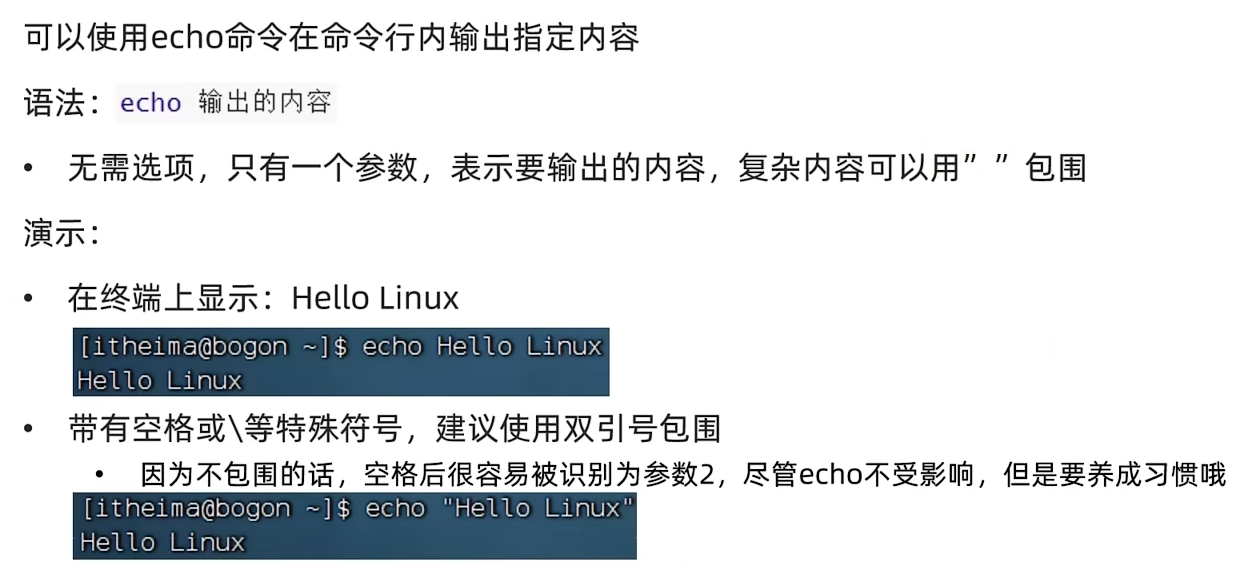 可以使用echo命令在命令行内输出指定内容
语法：echo 输出的内容
• 无需选项，只有一个参数，表示要输出的内容，复杂内容可以用” ”包围
演示：
• 在终端上显示：Hello Linux
[itheima@bogon ~]$ echo Hello Linux
Hello Linux
• 带有空格或\等特殊符号，建议使用双引号包围
• 因为不包围的话，空格后很容易被识别为参数2，尽管echo不受影响，但是要养成习惯哦
[itheima@bogon ~]$ echo "Hello Linux"
Hello Linux